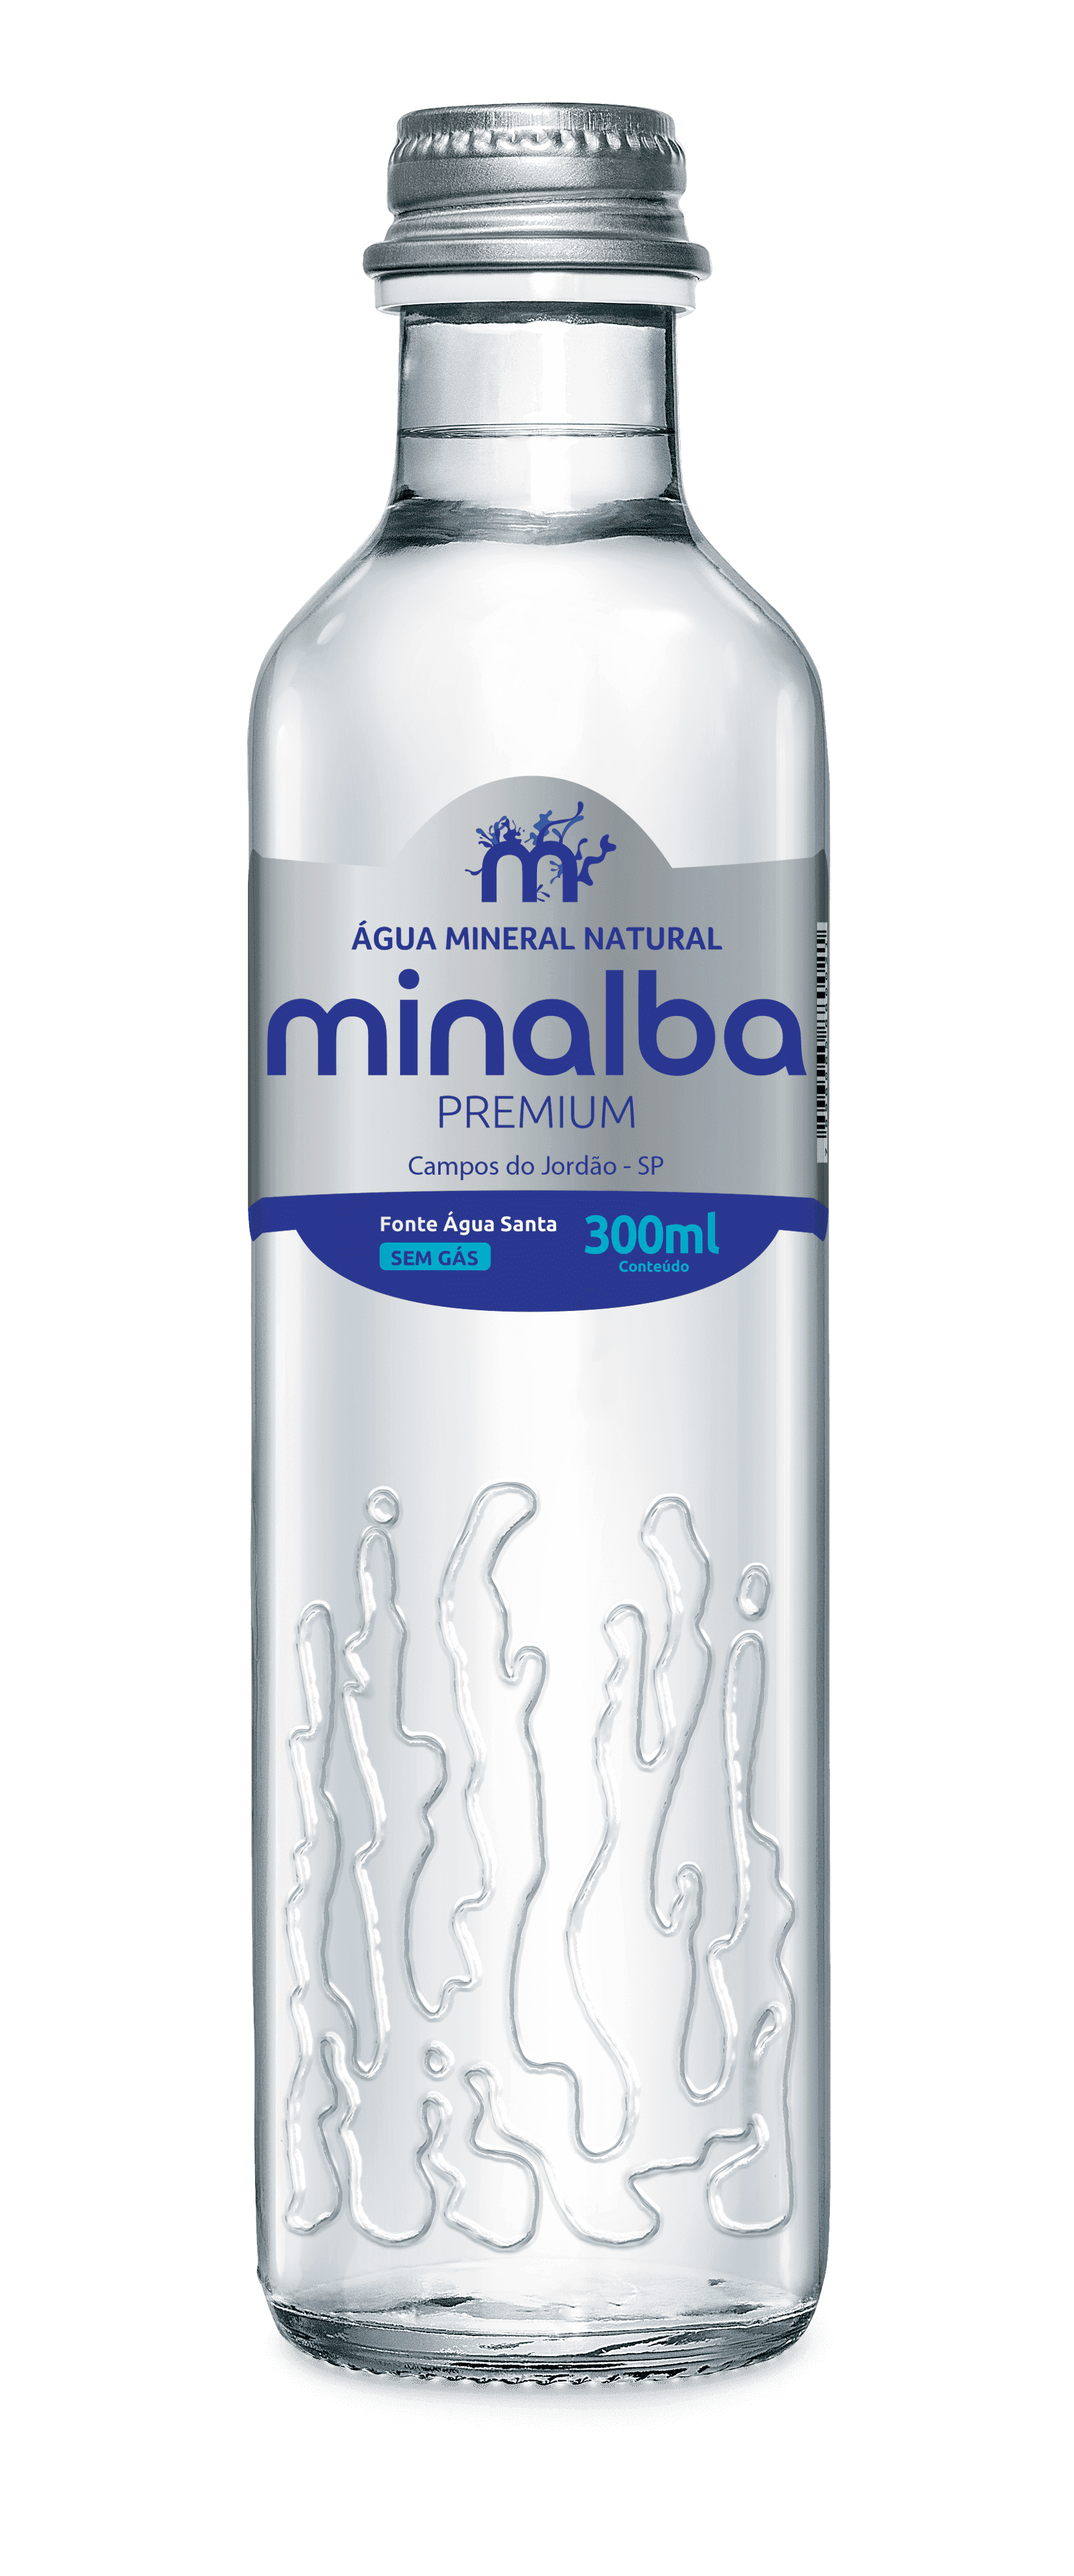 m
ÁGUA MINERAL NATURAL
minalba
PREMIUM
Campos do Jordão - SP
Fonte Água Santa
SEM GÁS
300ml
Conteúdo